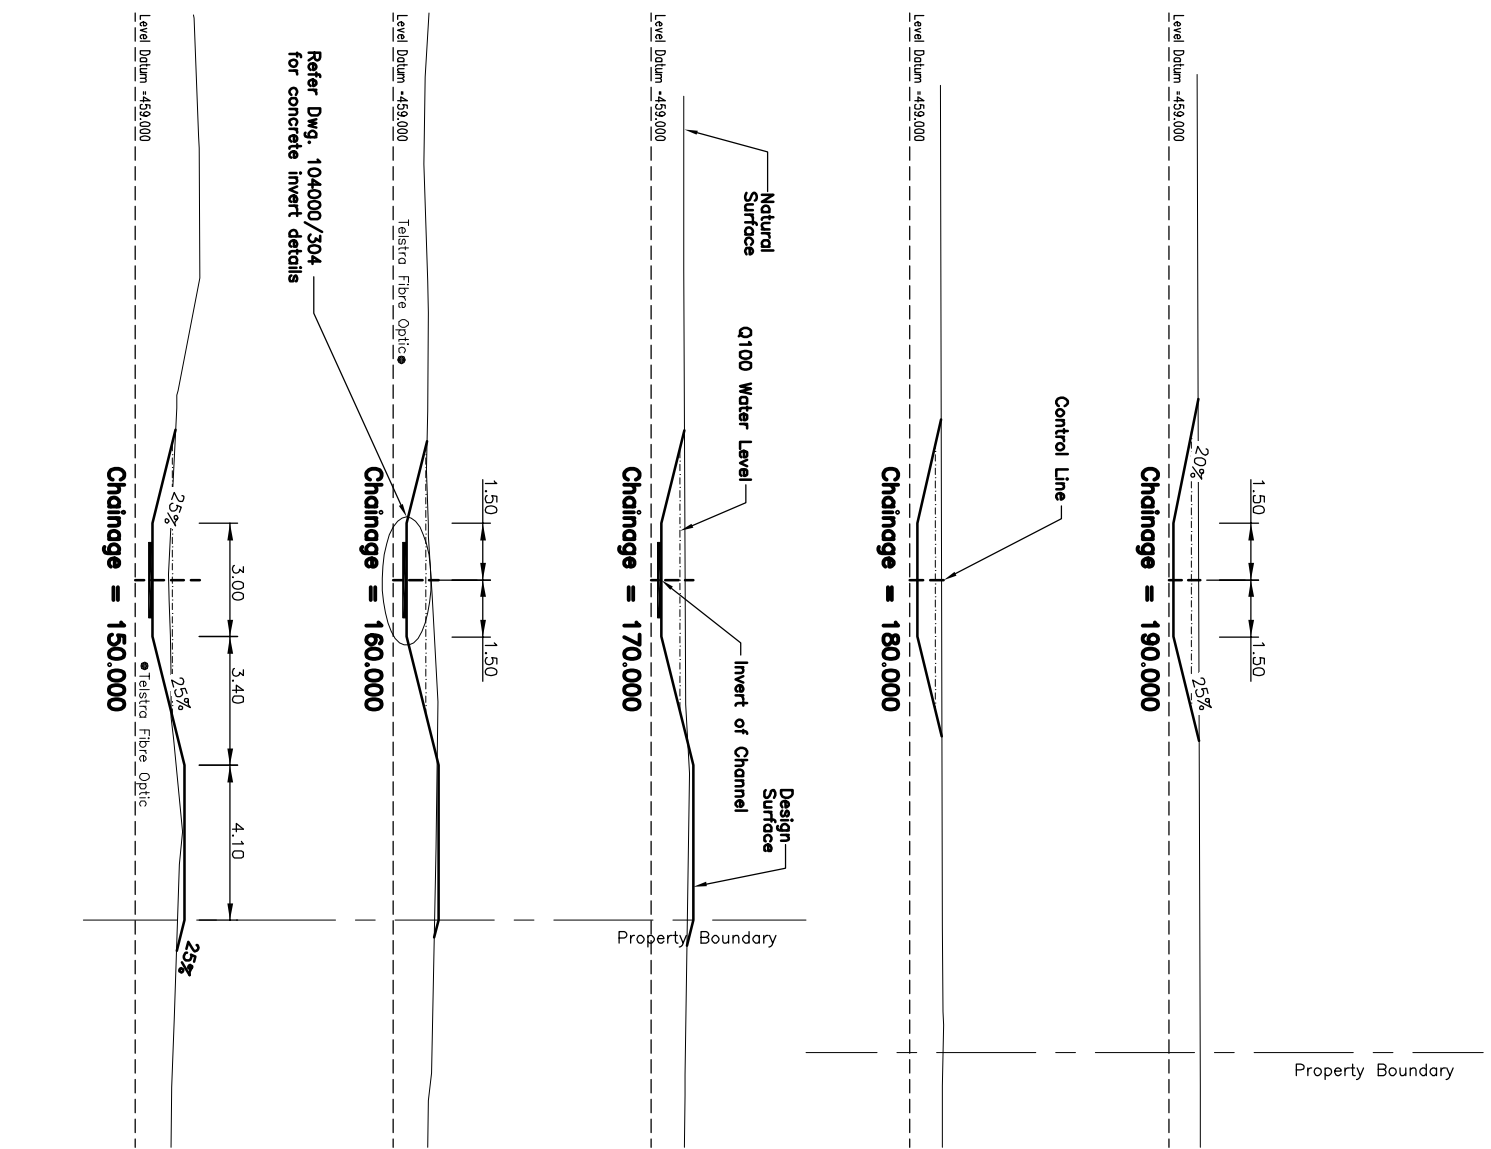 Level Datum =459.000
25%
3.00
25%
3.40
4.10
25%
Chainage = 150.000
Telstra Fibre Optic
Level Datum =459.000
Refer Dwg. 104000/304
for concrete invert details
Telstra Fibre Optic
1.50
1.50
Chainage = 160.000
Level Datum =459.000
Natural
Surface
Q100 Water Level
Invert of Channel
Design
Surface
Chainage = 170.000
Property Boundary
Level Datum =459.000
Control Line
Chainage = 180.000
Level Datum =459.000
20%
1.50
1.50
25%
Chainage = 190.000
Property Boundary